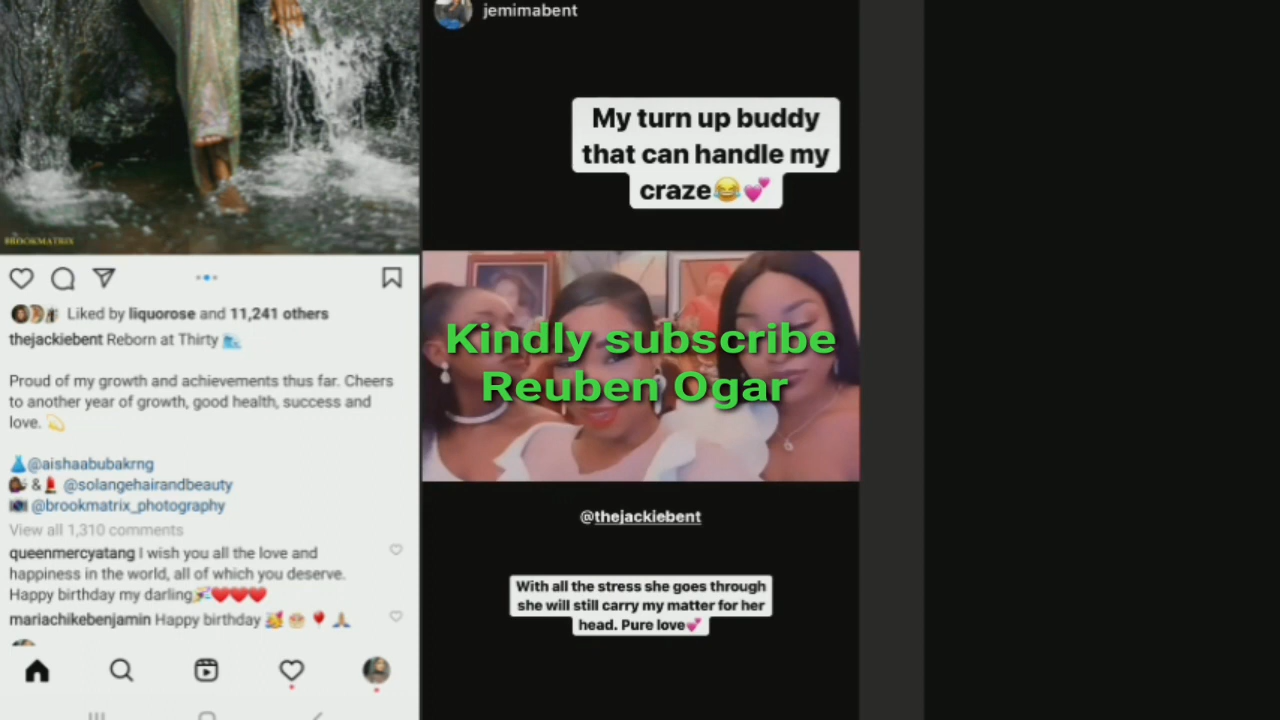 BROOKMATRIX
Liked by liquorose and 11,241 others
thejackiebent Reborn at Thirty
Proud of my growth and achievements thus far. Cheers
to another year of growth, good health, success and
love.
@aishaabubakrng
& @solangehairandbeauty
@brookmatrix_photography
View all 1,310 comments
queenmercyatang I wish you all the love and
happiness in the world, all of which you deserve.
Happy birthday my darling
mariachikebenjamin Happy birthday
jemimabent
My turn up buddy
that can handle my
craze😂💕
Kindly subscribe
Reuben Ogar
@thejackiebent
With all the stress she goes through
she will still carry my matter for her
head. Pure love💕